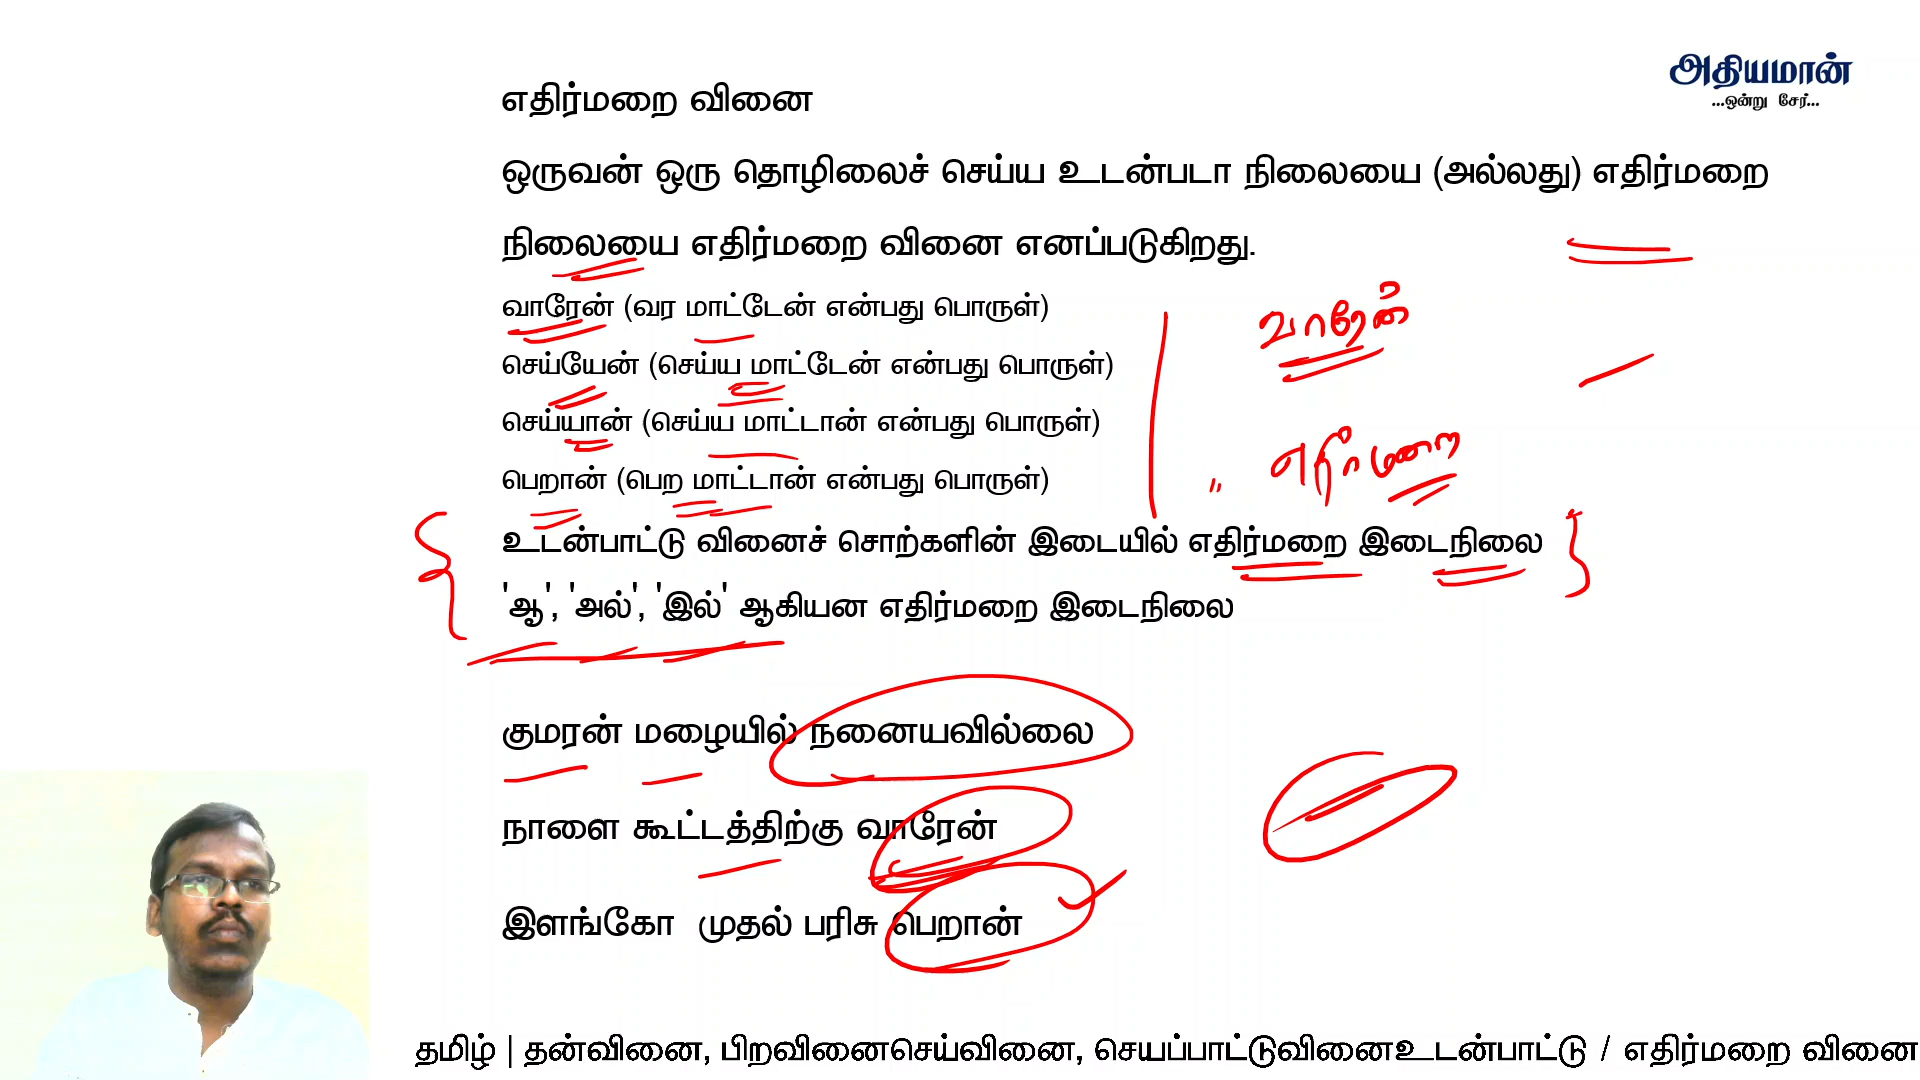 அதியமான்
...ஒன்று சேர்...
எதிர்மறை வினை
ஒருவன் ஒரு தொழிலைச் செய்ய உடன்படா நிலையை (அல்லது) எதிர்மறை
நிலையை எதிர்மறை வினை எனப்படுகிறது.
வாரேன் (வர மாட்டேன் என்பது பொருள்)
வாரேன்
செய்யேன் (செய்ய மாட்டேன் என்பது பொருள்)
செய்யான் (செய்ய மாட்டான் என்பது பொருள்)
எதிர்மறை
பெறான் (பெற மாட்டான் என்பது பொருள்)
உடன்பாட்டு வினைச் சொற்களின் இடையில் எதிர்மறை இடைநிலை
'ஆ', 'அல்', 'இல்' ஆகியன எதிர்மறை இடைநிலை
குமரன் மழையில் நனையவில்லை
நாளை கூட்டத்திற்கு வாரேன்
இளங்கோ முதல் பரிசு பெறான்
தமிழ் | தன்வினை, பிறவினைசெய்வினை, செயப்பாட்டுவினைஉடன்பாட்டு / எதிர்மறை வினை